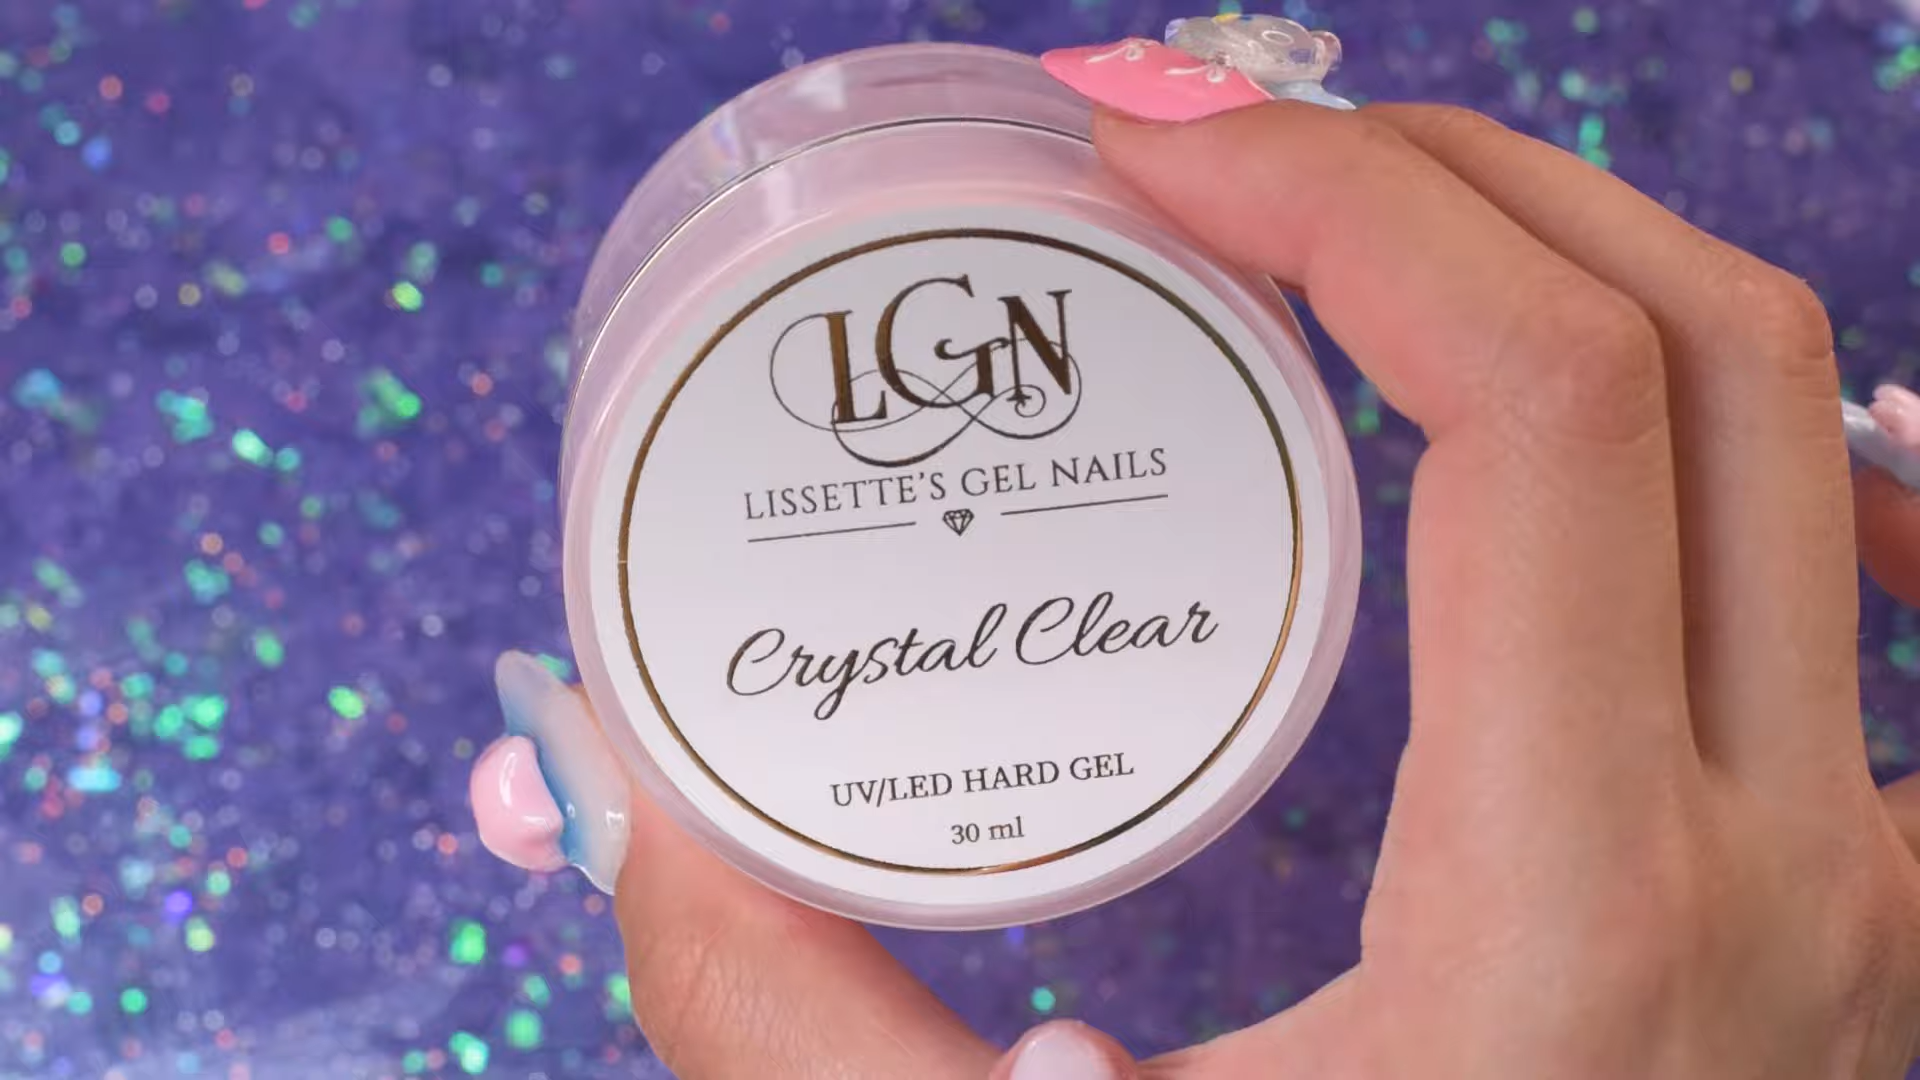 LGN
LISSETTE'S GEL NAILS
Crystal Clear
UV/LED HARD GEL
30 ml